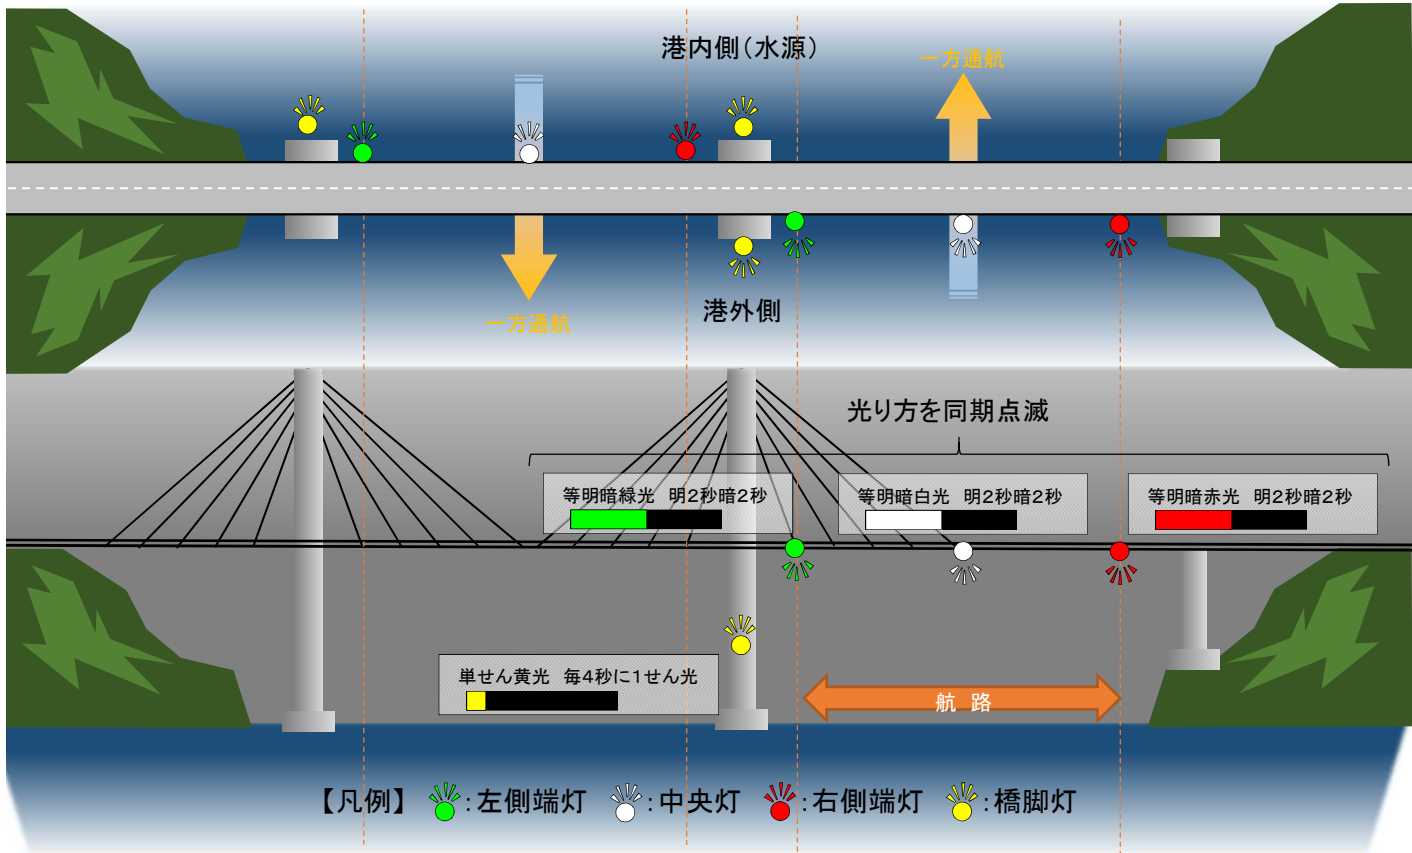 港内側（水源）
一方通航
一方通航
港外側
光り方を同期点滅
等明暗緑光　明２秒暗２秒
等明暗白光　明２秒暗２秒
等明暗赤光　明２秒暗２秒
単せん黄光　毎４秒に１せん光
航　路
【凡例】　：左側端灯　：中央灯　：右側端灯　：橋脚灯